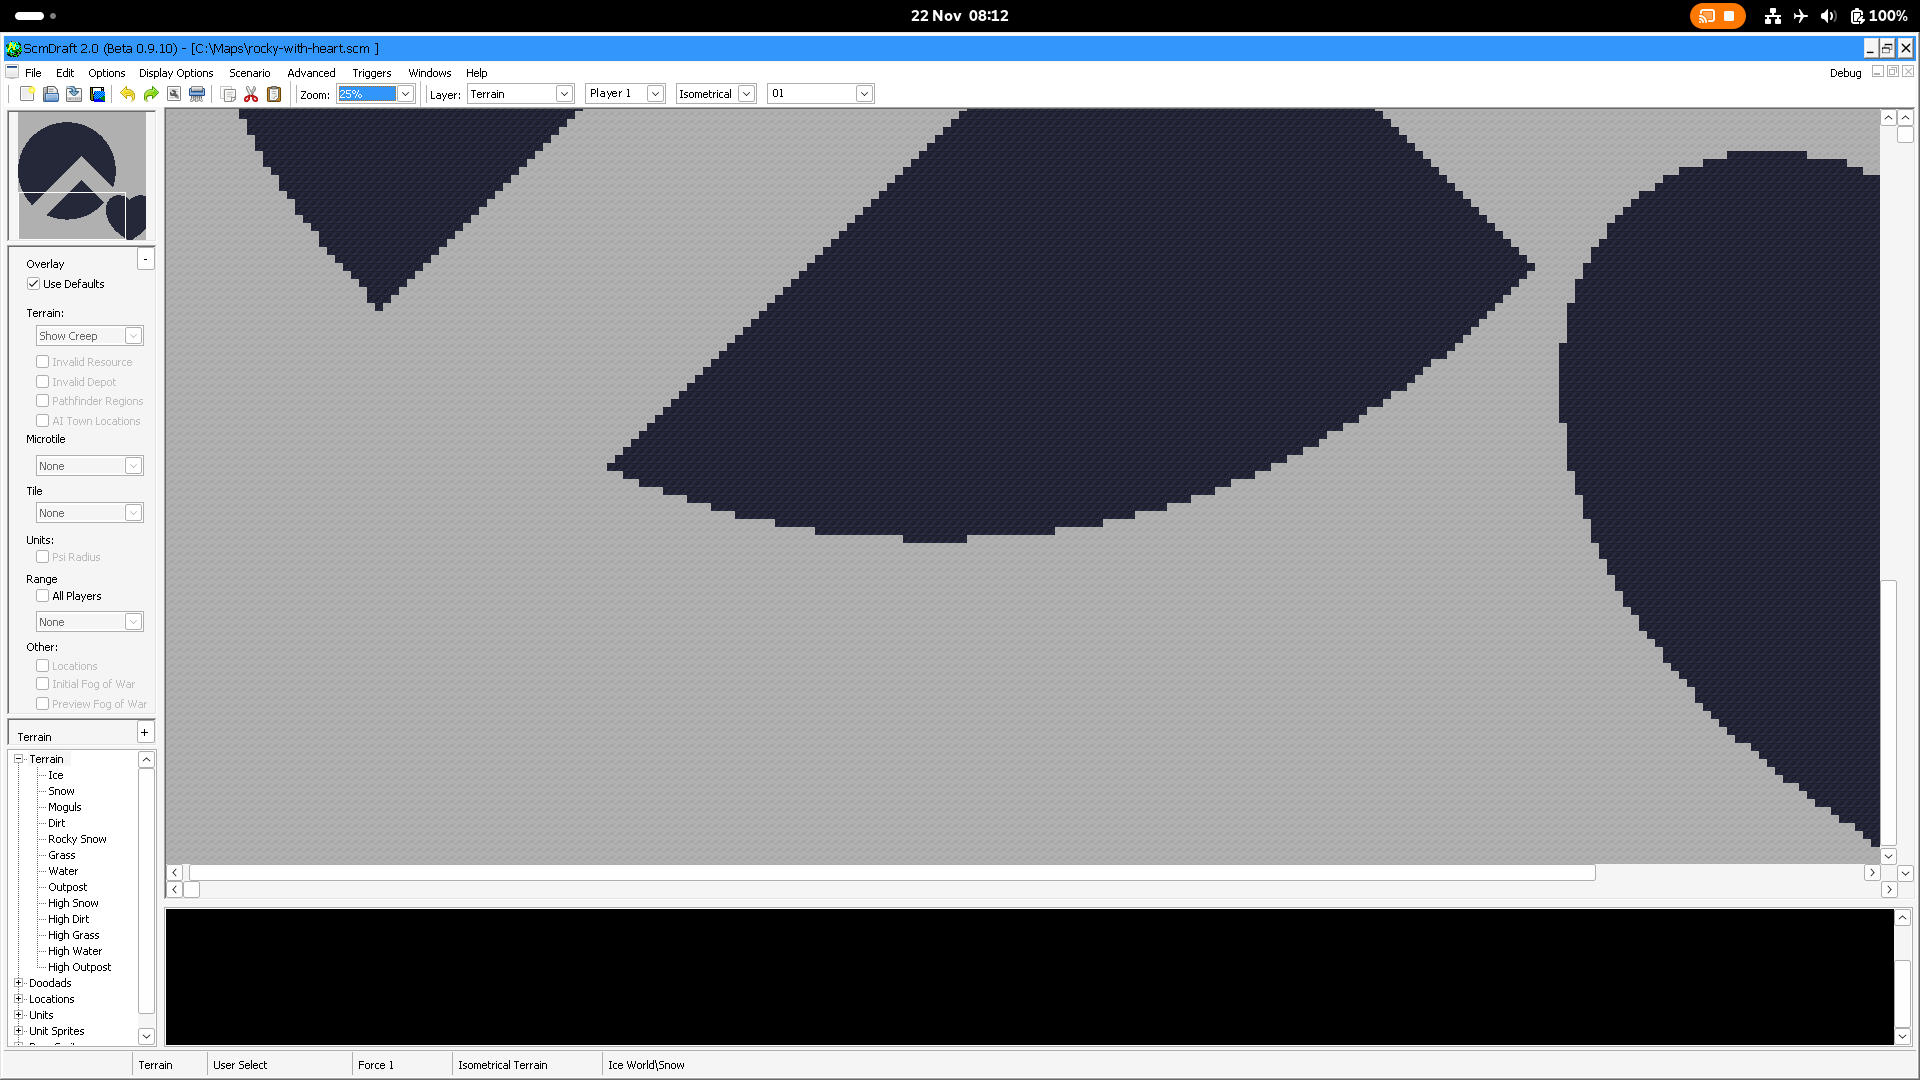 22 Nov 08:12
100%
ScmDraft 2.0 (Beta 0.9.10) - [C:\Maps\rocky-with-heart.scm ]
File Edit Options Display Options Scenario Advanced Triggers Windows Help Debug
Zoom: 25% Layer: Terrain Player 1 Isometrical 01
Overlay
-
Use Defaults
Terrain:
Show Creep
Invalid Resource
Invalid Depot
Pathfinder Regions
AI Town Locations
Microtile
None
Tile
None
Units:
Psi Radius
Range
All Players
None
Other:
Locations
Initial Fog of War
Preview Fog of War
Terrain +
Terrain
Ice
Snow
Moguls
Dirt
Rocky Snow
Grass
Water
Outpost
High Snow
High Dirt
High Grass
High Water
High Outpost
Doodads
Locations
Units
Unit Sprites
Terrain User Select Force 1 Isometrical Terrain Ice World\Snow